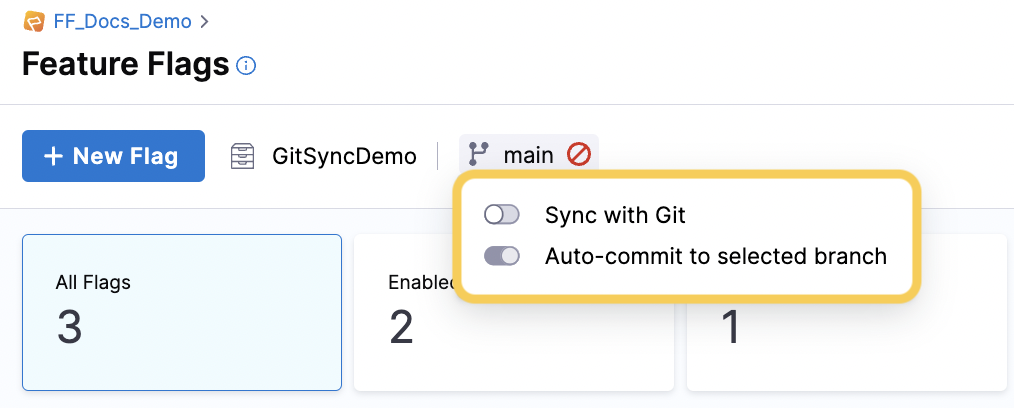 FF_Docs_Demo >
Feature Flags
+ New Flag
GitSyncDemo
main
Sync with Git
Auto-commit to selected branch
All Flags
3
Enabled
2
1